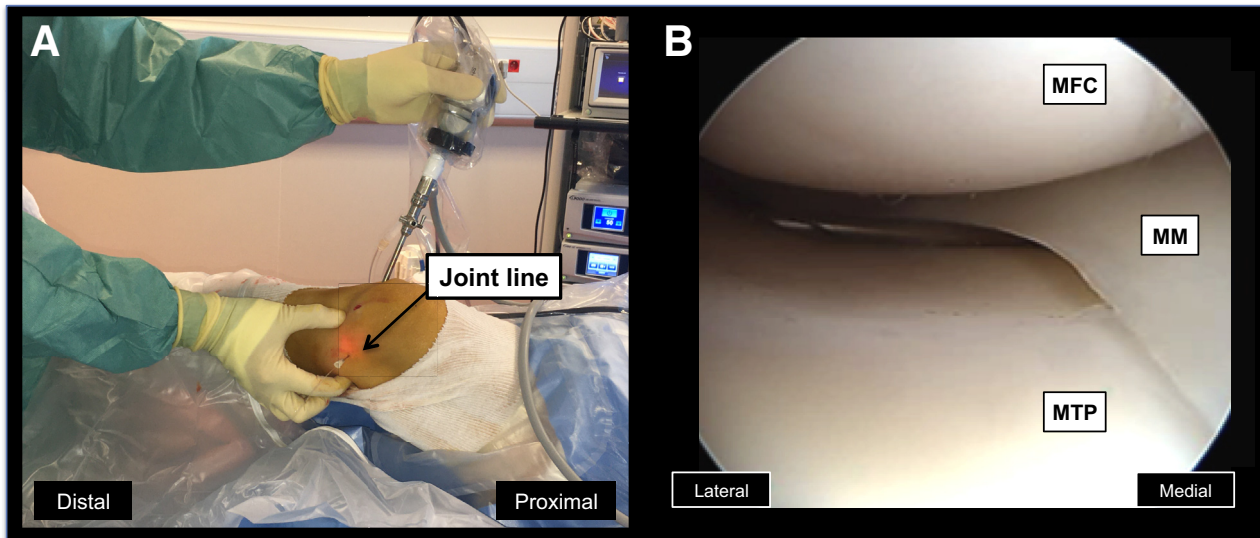 A
Joint line
Distal
Proximal
B
MFC
MM
MTP
Lateral
Medial